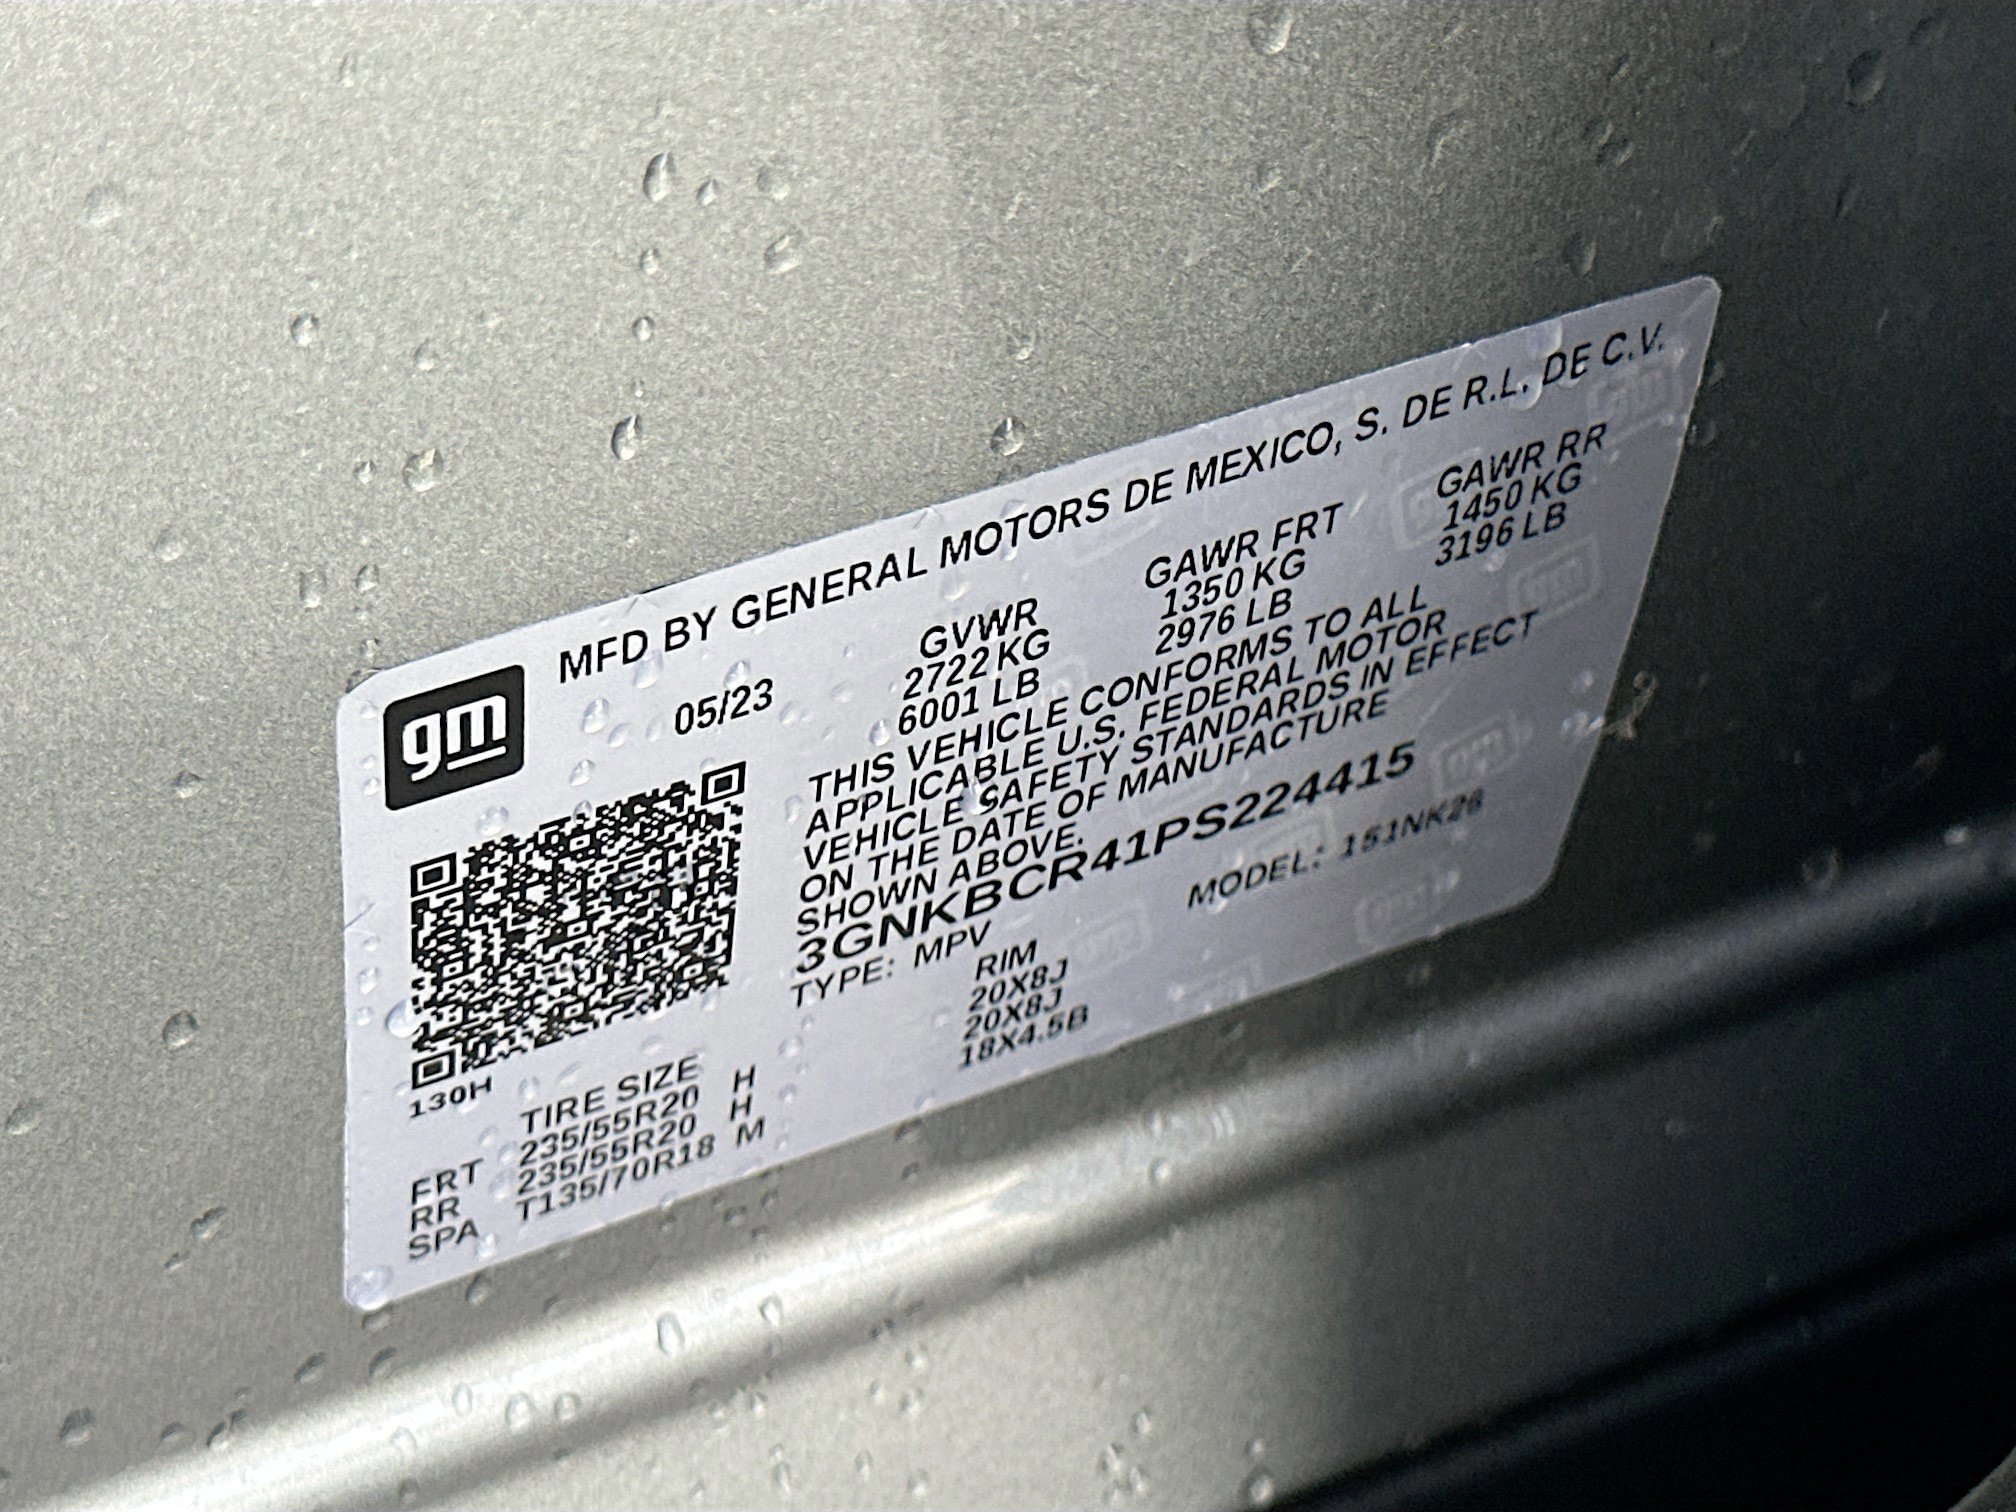 gm
MFD BY GENERAL MOTORS DE MEXICO, S. DE R.L. DE C.V.
05/23
GVWR GAWR FRT GAWR RR
2722 KG 1350 KG 1450 KG
6001 LB 2976 LB 3196 LB
THIS VEHICLE CONFORMS TO ALL
APPLICABLE U.S. FEDERAL MOTOR
VEHICLE SAFETY STANDARDS IN EFFECT
ON THE DATE OF MANUFACTURE
SHOWN ABOVE.
3GNKBCR41PS224415
TYPE: MPV MODEL: 151NK26
130H
TIRE SIZE RIM
FRT 235/55R20 H 20X8J
RR 235/55R20 H 20X8J
SPA T135/70R18 M 18X4.5B